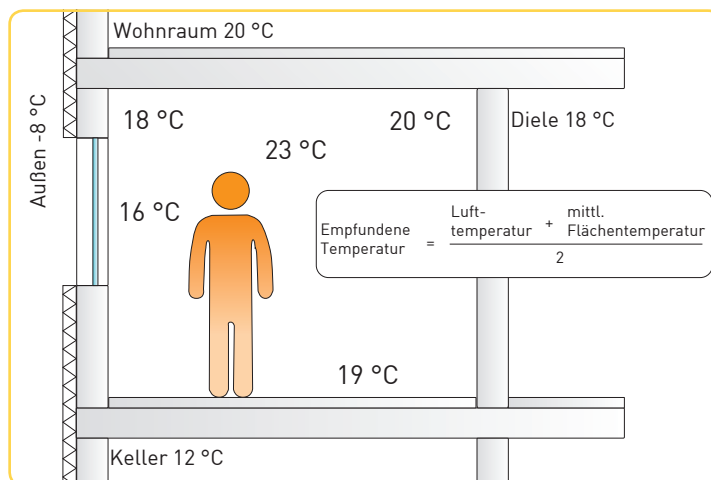 Wohnraum 20 °C
Außen -8 °C
18 °C
20 °C
Diele 18 °C
23 °C
16 °C
Empfundene
Temperatur
=
Luft-
temperatur
+
mittl.
Flächentemperatur
2
19 °C
Keller 12 °C